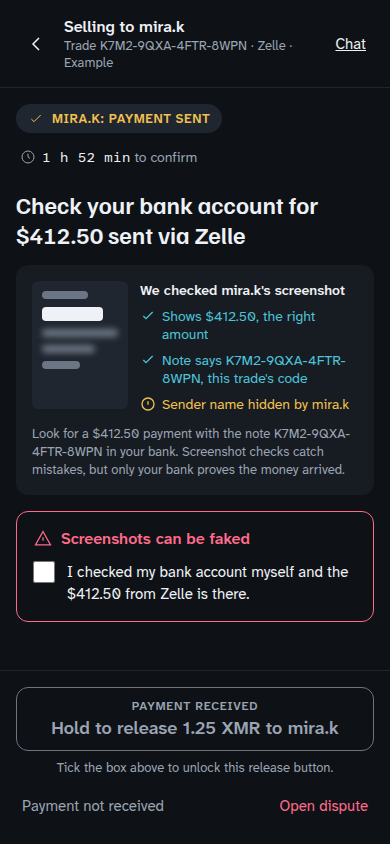 Selling to mira.k
Trade K7M2-9QXA-4FTR-8WPN · Zelle ·
Example
Chat
MIRA.K: PAYMENT SENT
1 h 52 min to confirm
Check your bank account for
$412.50 sent via Zelle
We checked mira.k's screenshot
Shows $412.50, the right
amount
Note says K7M2-9QXA-4FTR-
8WPN, this trade's code
Sender name hidden by mira.k
Look for a $412.50 payment with the note K7M2-9QXA-
4FTR-8WPN in your bank. Screenshot checks catch
mistakes, but only your bank proves the money arrived.
Screenshots can be faked
I checked my bank account myself and the
$412.50 from Zelle is there.
PAYMENT RECEIVED
Hold to release 1.25 XMR to mira.k
Tick the box above to unlock this release button.
Payment not received
Open dispute